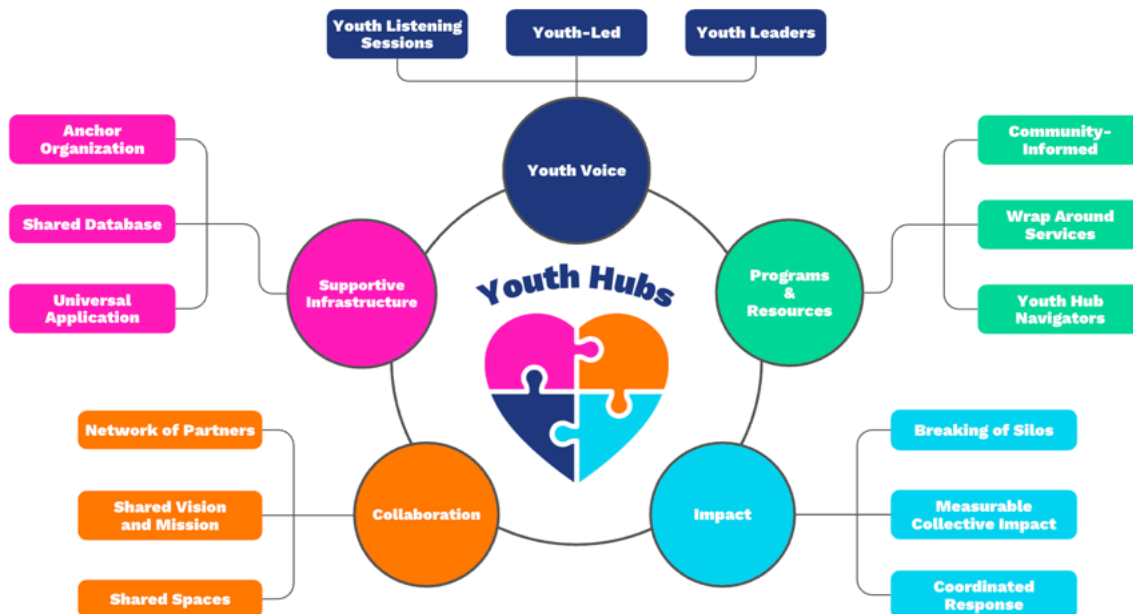 Youth Listening
Sessions
Youth-Led
Youth Leaders
Youth Voice
Anchor
Organization
Shared Database
Universal
Application
Supportive
Infrastructure
Youth Hubs
Programs
&
Resources
Community-
Informed
Wrap Around
Services
Youth Hub
Navigators
Network of Partners
Shared Vision
and Mission
Shared Spaces
Collaboration
Impact
Breaking of Silos
Measurable
Collective Impact
Coordinated
Response